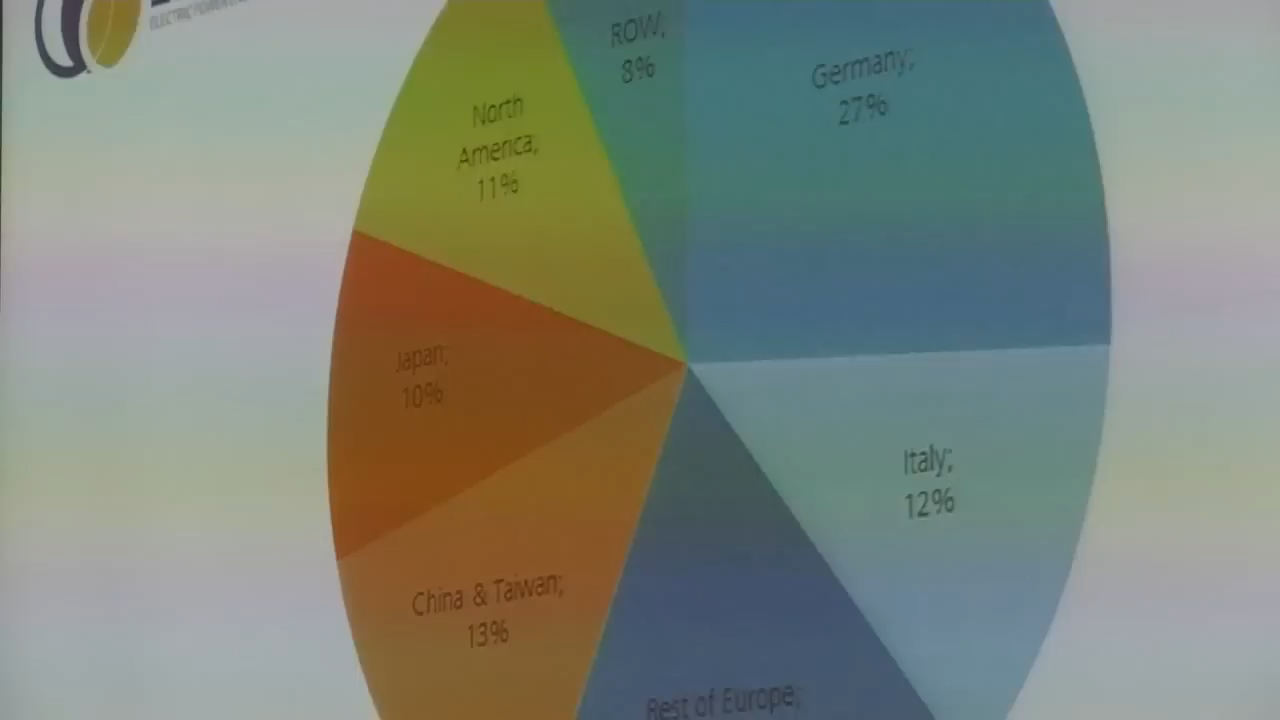 ROW;
8%
Germany;
27%
North
America;
11%
Japan;
10%
Italy;
12%
China & Taiwan;
13%
Rest of Europe;